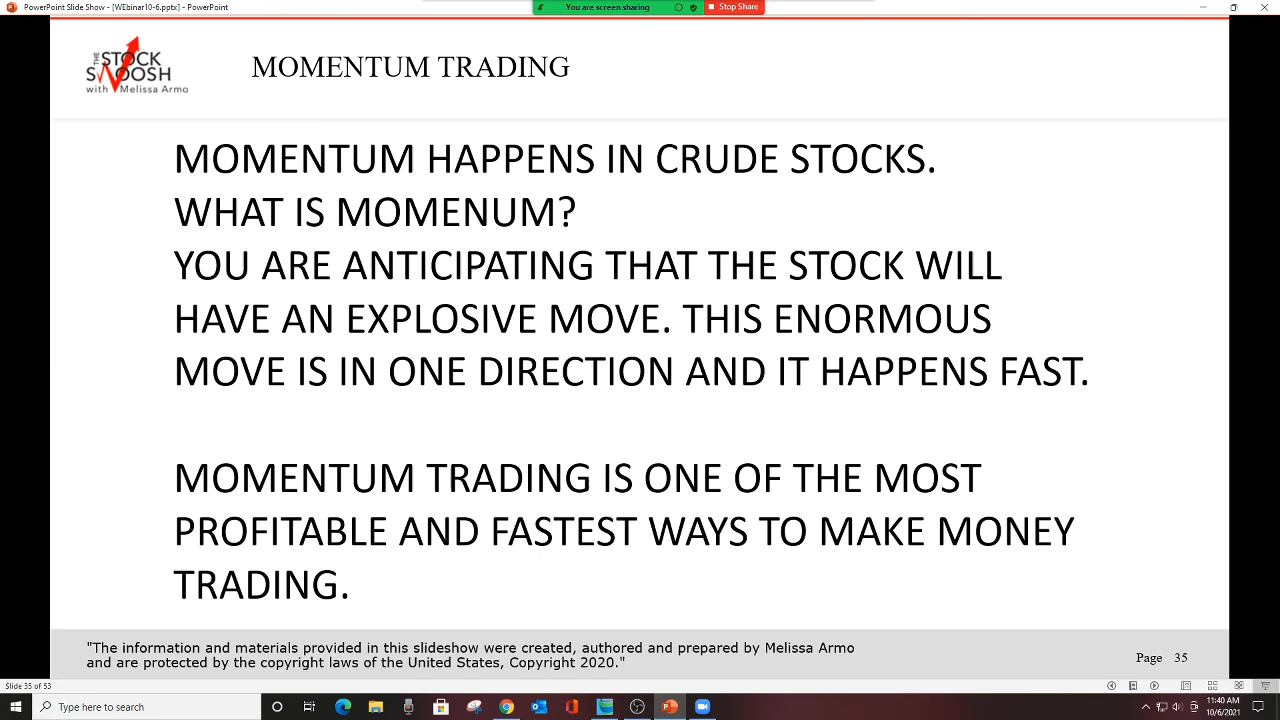 PowerPoint Slide Show - [WEbinar10-6.pptx] - PowerPoint
You are screen sharing
Stop Share
THE STOCK
SWOOSH
with Melissa Armo
MOMENTUM TRADING
MOMENTUM HAPPENS IN CRUDE STOCKS.
WHAT IS MOMENUM?
YOU ARE ANTICIPATING THAT THE STOCK WILL
HAVE AN EXPLOSIVE MOVE. THIS ENORMOUS
MOVE IS IN ONE DIRECTION AND IT HAPPENS FAST.
MOMENTUM TRADING IS ONE OF THE MOST
PROFITABLE AND FASTEST WAYS TO MAKE MONEY
TRADING.
"The information and materials provided in this slideshow were created, authored and prepared by Melissa Armo
and are protected by the copyright laws of the United States, Copyright 2020."
Page 35
Slide 35 of 53
Type here to search
11:40 AM
10/6/2021